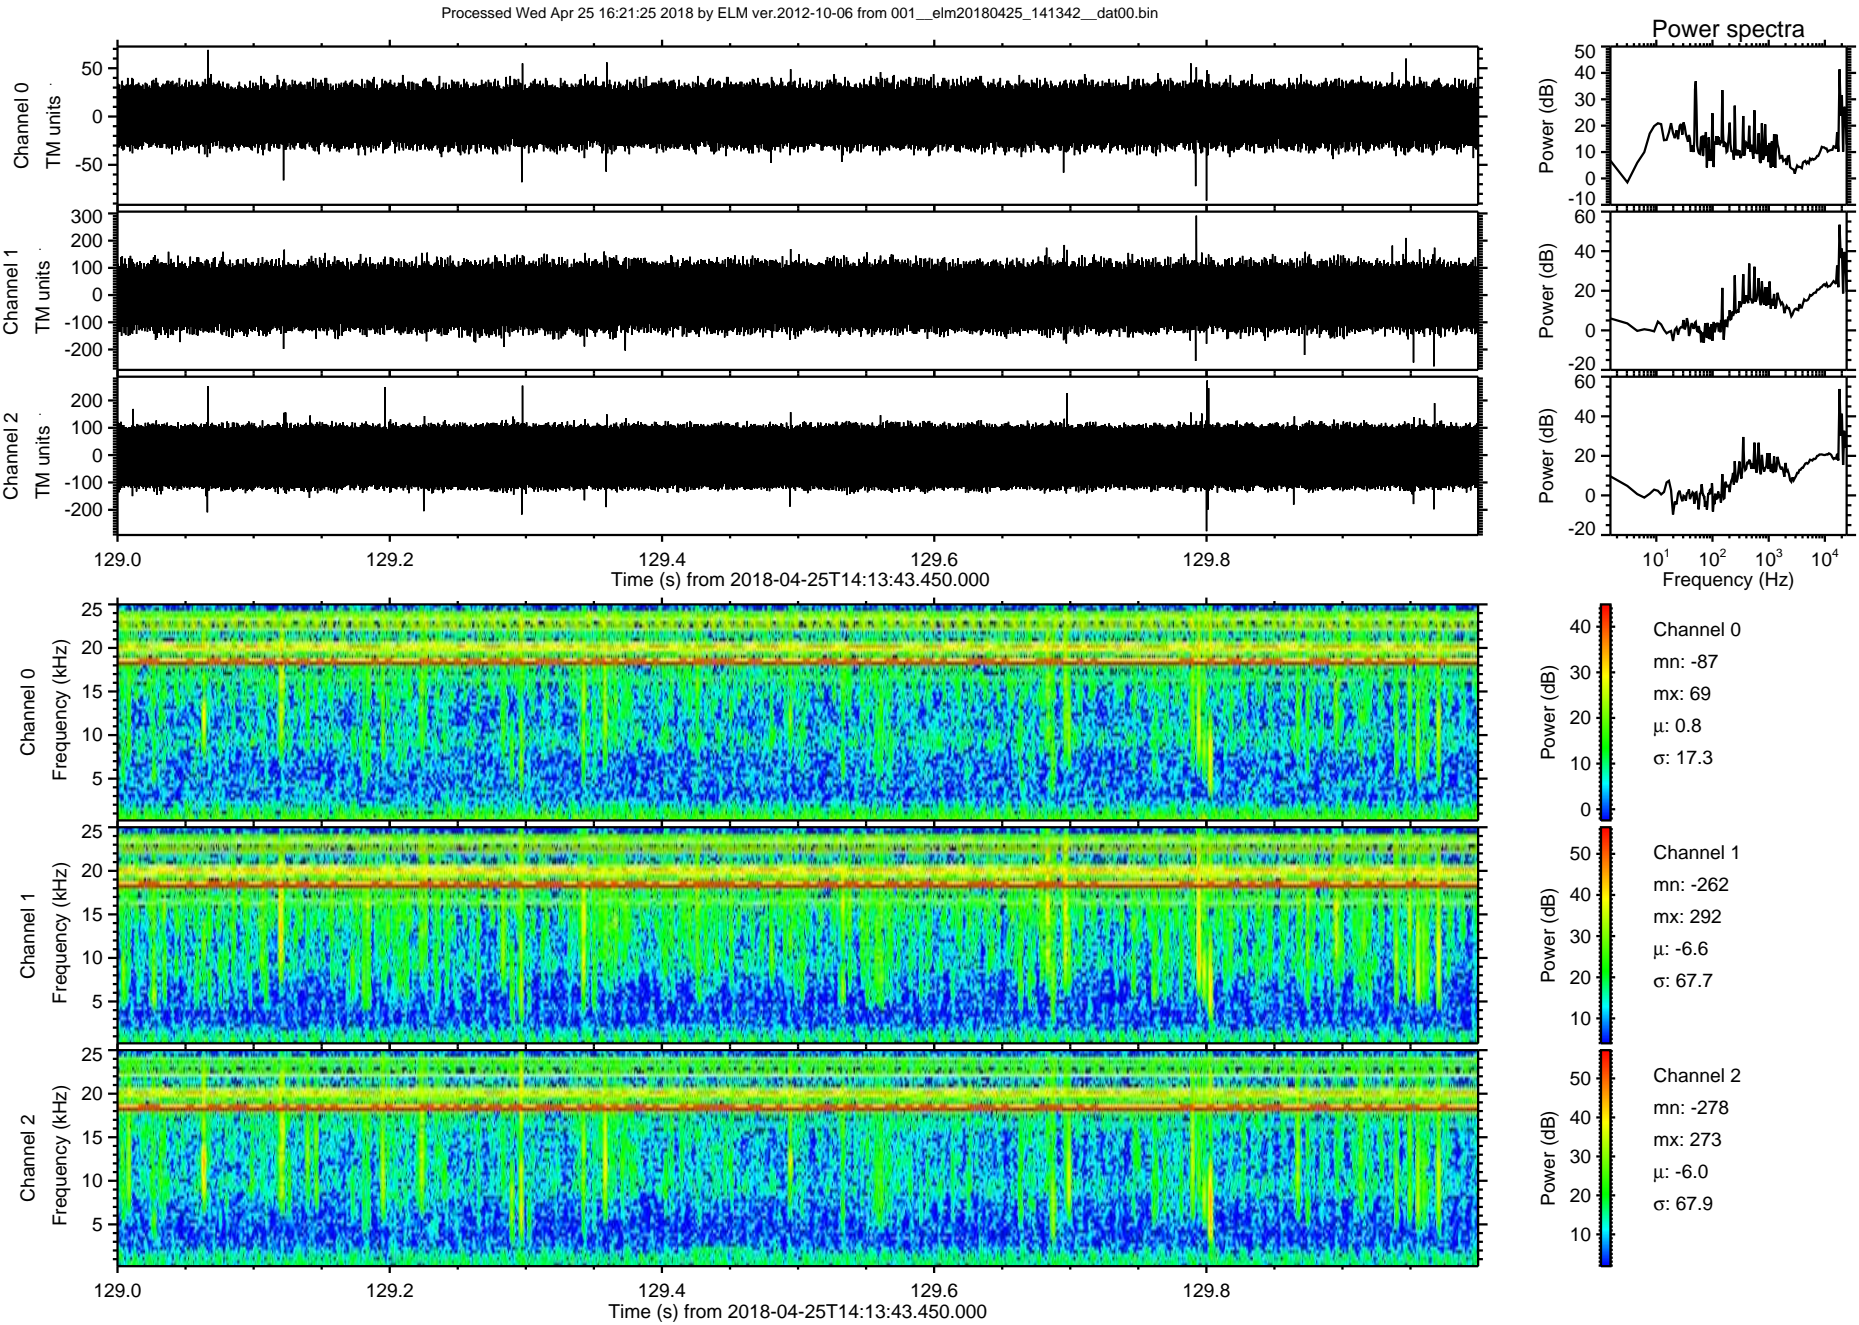 Processed Wed Apr 25 16:21:25 2018 by ELM ver.2012-10-06 from 001__elm20180425_141342__dat00.bin
Power spectra
Channel 0
TM units
50
0
-50
Power (dB)
50
40
30
20
10
0
-10
Channel 1
TM units
300
200
100
0
-100
-200
Power (dB)
60
40
20
0
-20
Channel 2
TM units
200
100
0
-100
-200
Power (dB)
60
40
20
0
-20
129.0 129.2 129.4 129.6 129.8
Time (s) from 2018-04-25T14:13:43.450.000
10^1 10^2 10^3 10^4
Frequency (Hz)
Channel 0
Frequency (kHz)
25
20
15
10
5
Power (dB)
40
30
20
10
0
Channel 0
mn: -87
mx: 69
μ: 0.8
σ: 17.3
Channel 1
Frequency (kHz)
25
20
15
10
5
Power (dB)
50
40
30
20
10
Channel 1
mn: -262
mx: 292
μ: -6.6
σ: 67.7
Channel 2
Frequency (kHz)
25
20
15
10
5
Power (dB)
50
40
30
20
10
Channel 2
mn: -278
mx: 273
μ: -6.0
σ: 67.9
129.0 129.2 129.4 129.6 129.8
Time (s) from 2018-04-25T14:13:43.450.000